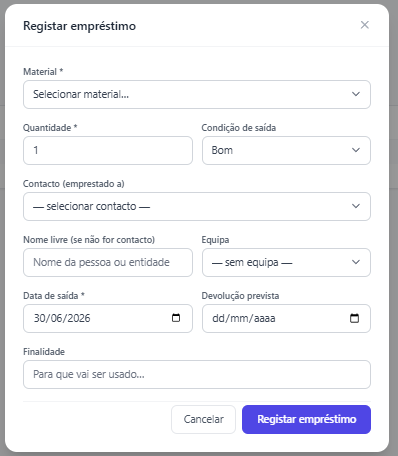 Registar empréstimo
Material *
Selecionar material...
Quantidade * Condição de saída
1 Bom
Contacto (emprestado a)
— selecionar contacto —
Nome livre (se não for contacto) Equipa
Nome da pessoa ou entidade — sem equipa —
Data de saída * Devolução prevista
30/06/2026 dd/mm/aaaa
Finalidade
Para que vai ser usado...
Cancelar Registar empréstimo